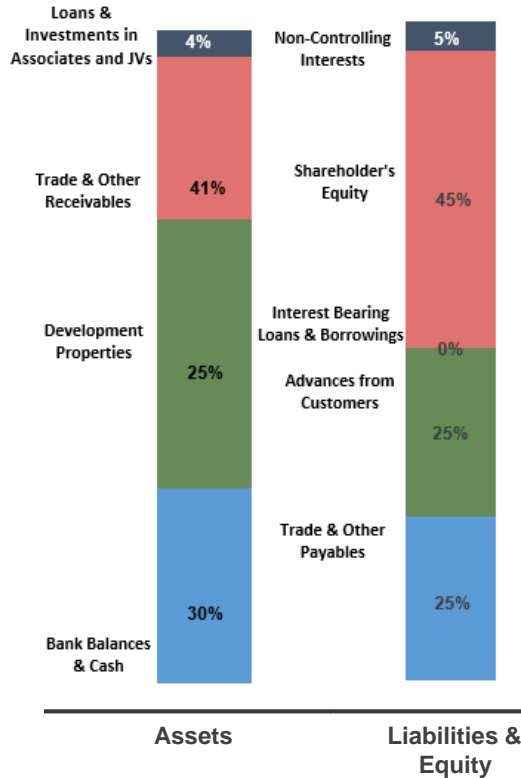 Loans &
Investments in
Associates and JVs
4%
Trade & Other
Receivables
41%
Development
Properties
25%
30%
Bank Balances
& Cash
Assets
Non-Controlling
Interests
5%
Shareholder's
Equity
45%
Interest Bearing
Loans & Borrowings
0%
Advances from
Customers
25%
Trade & Other
Payables
25%
Liabilities &
Equity